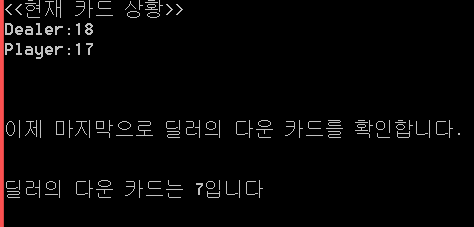 <<현재 카드 상황>>
Dealer:18
Player:17
이제 마지막으로 딜러의 다운 카드를 확인합니다.
딜러의 다운 카드는 7입니다